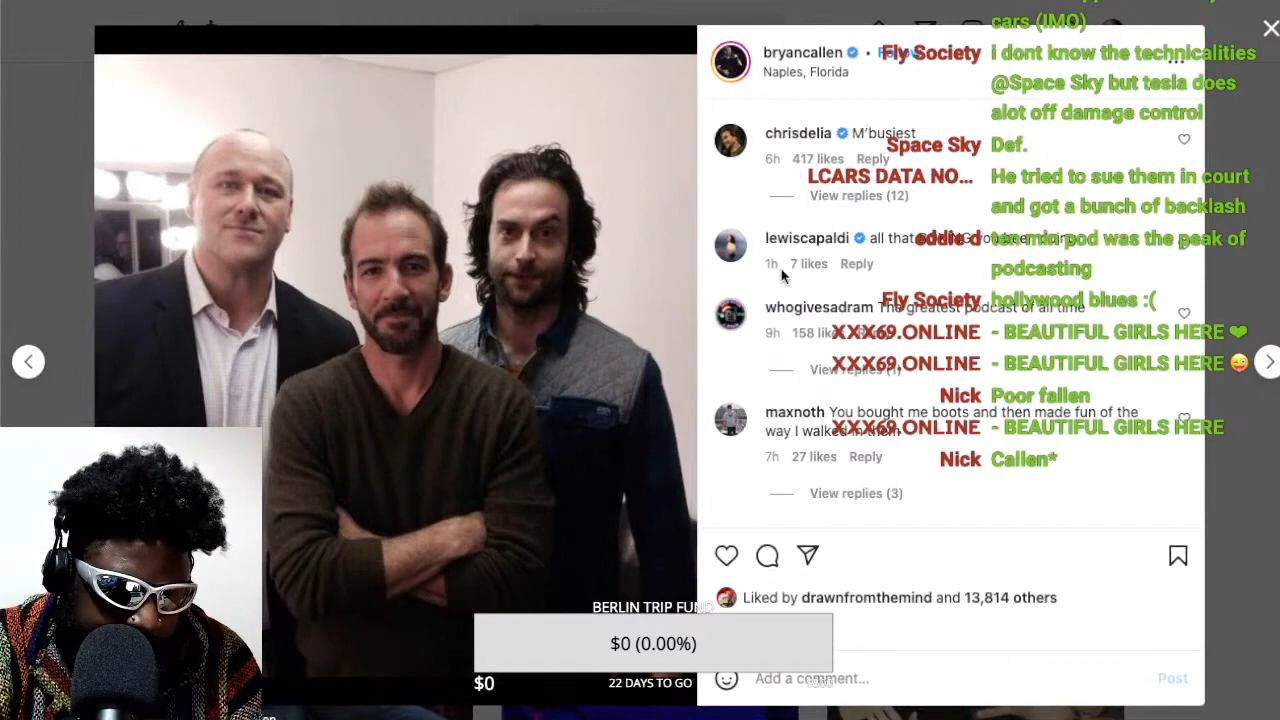 bryancallen • Follow
Naples, Florida
chrisdelia M'busiest
6h 417 likes Reply
View replies (12)
lewiscapaldi all that
1h 7 likes Reply
whogivesadram The greatest podcast of all time
9h 158 likes
View replies (1)
maxnoth You bought me boots and then made fun of the
way I walked in them
7h 27 likes Reply
View replies (3)
Liked by drawnfromthemind and 13,814 others
Add a comment... Post
cars (IMO)
Fly Society i dont know the technicalities
@Space Sky but tesla does
alot off damage control
Space Sky Def.
LCARS DATA NO... He tried to sue them in court
and got a bunch of backlash
eddie d ten min pod was the peak of
podcasting
Fly Society hollywood blues :(
XXX69.ONLINE - BEAUTIFUL GIRLS HERE ❤
XXX69.ONLINE - BEAUTIFUL GIRLS HERE 😜
Nick Poor fallen
XXX69.ONLINE - BEAUTIFUL GIRLS HERE
Nick Callen*
BERLIN TRIP FUND
$0 (0.00%)
$0 22 DAYS TO GO